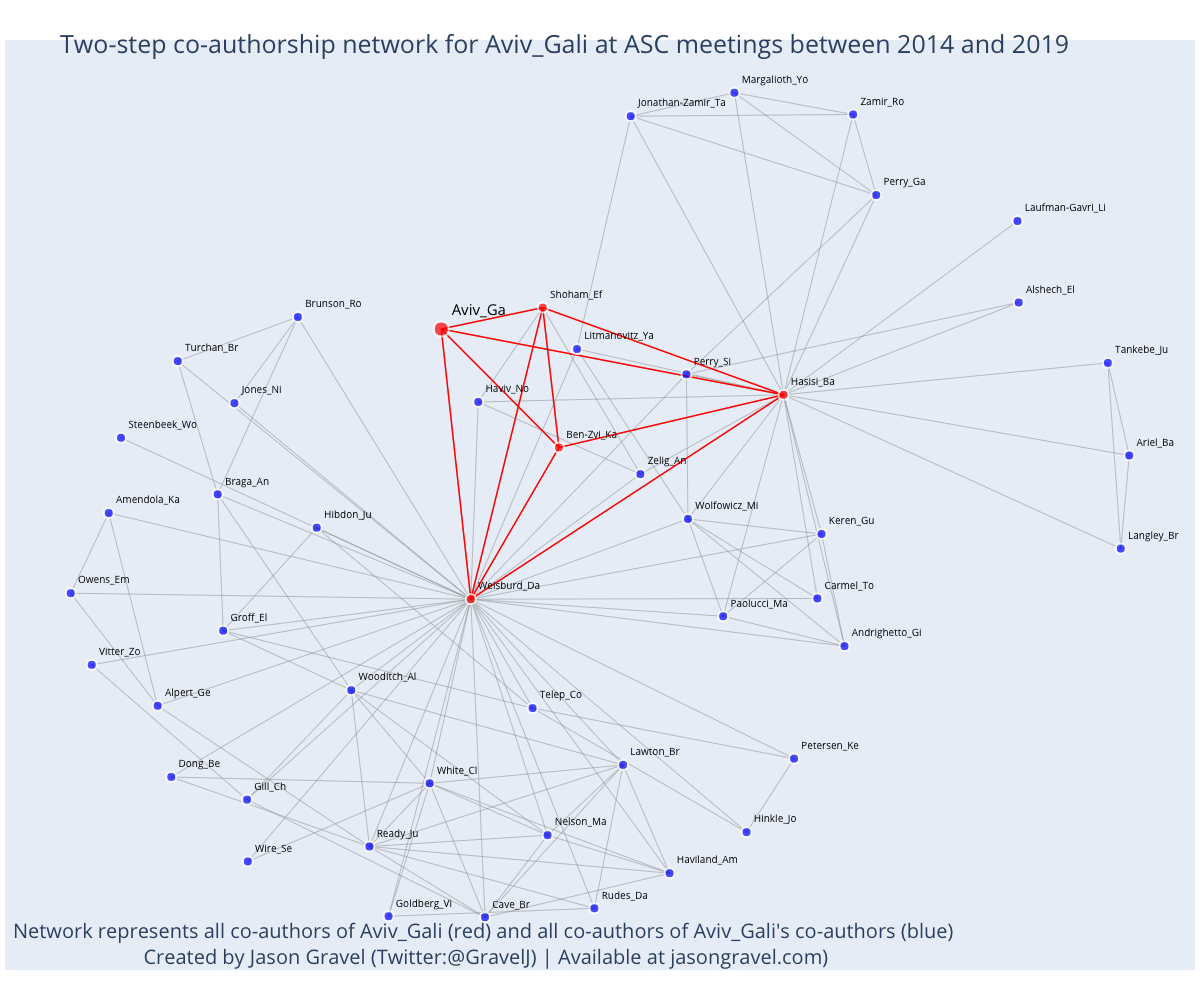 Two-step co-authorship network for Aviv_Gali at ASC meetings between 2014 and 2019
Margalioth_Yo
Jonathan-Zamir_Ta
Zamir_Ro
Perry_Ga
Laufman-Gavri_Li
Alshech_El
Shoham_Ef
Brunson_Ro
Aviv_Ga
Litmanovitz_Ya
Turchan_Br
Tankebe_Ju
Perry_Si
Hasisi_Ba
Jones_Ni
Haviv_No
Steenbeek_Wo
Ben-Zvi_Ka
Ariel_Ba
Zelig_An
Braga_An
Amendola_Ka
Wolfowicz_Mi
Hibdon_Ju
Keren_Gu
Langley_Br
Owens_Em
Weisburd_Da
Carmel_To
Paolucci_Ma
Groff_El
Andrighetto_Gi
Vitter_Zo
Wooditch_Al
Alpert_Ge
Telep_Co
Petersen_Ke
Lawton_Br
Dong_Be
White_Cl
Gill_Ch
Hinkle_Jo
Nelson_Ma
Ready_Ju
Wire_Se
Haviland_Am
Rudes_Da
Goldberg_Vi
Cave_Br
Network represents all co-authors of Aviv_Gali (red) and all co-authors of Aviv_Gali's co-authors (blue)
Created by Jason Gravel (Twitter:@GravelJ) | Available at jasongravel.com)